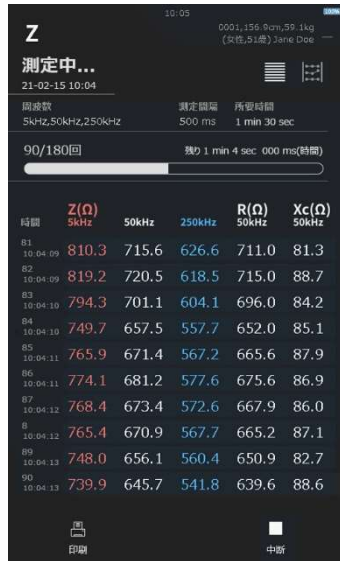 10:05
100%
Z
0001,156.9cm,59.1kg
(女性,51歳) Jane Doe
測定中...
21-02-15 10:04
周波数 測定間隔 所要時間
5kHz,50kHz,250kHz 500 ms 1 min 30 sec
90/180回 残り 1 min 4 sec 000 ms(時間)
Z(Ω) R(Ω) Xc(Ω)
時間 5kHz 50kHz 250kHz 50kHz 50kHz
81
10:04:09 810.3 715.6 626.6 711.0 81.3
82
10:04:09 819.2 720.5 618.5 715.0 88.7
83
10:04:10 794.3 701.1 604.1 696.0 84.2
84
10:04:10 749.7 657.5 557.7 652.0 85.1
85
10:04:11 765.9 671.4 567.2 665.6 87.9
86
10:04:11 774.1 681.2 577.6 675.6 86.9
87
10:04:12 768.4 673.4 572.6 667.9 86.0
8
10:04:12 765.4 670.9 567.7 665.2 87.1
89
10:04:13 748.0 656.1 560.4 650.9 82.7
90
10:04:13 739.9 645.7 541.8 639.6 88.6
印刷 中断